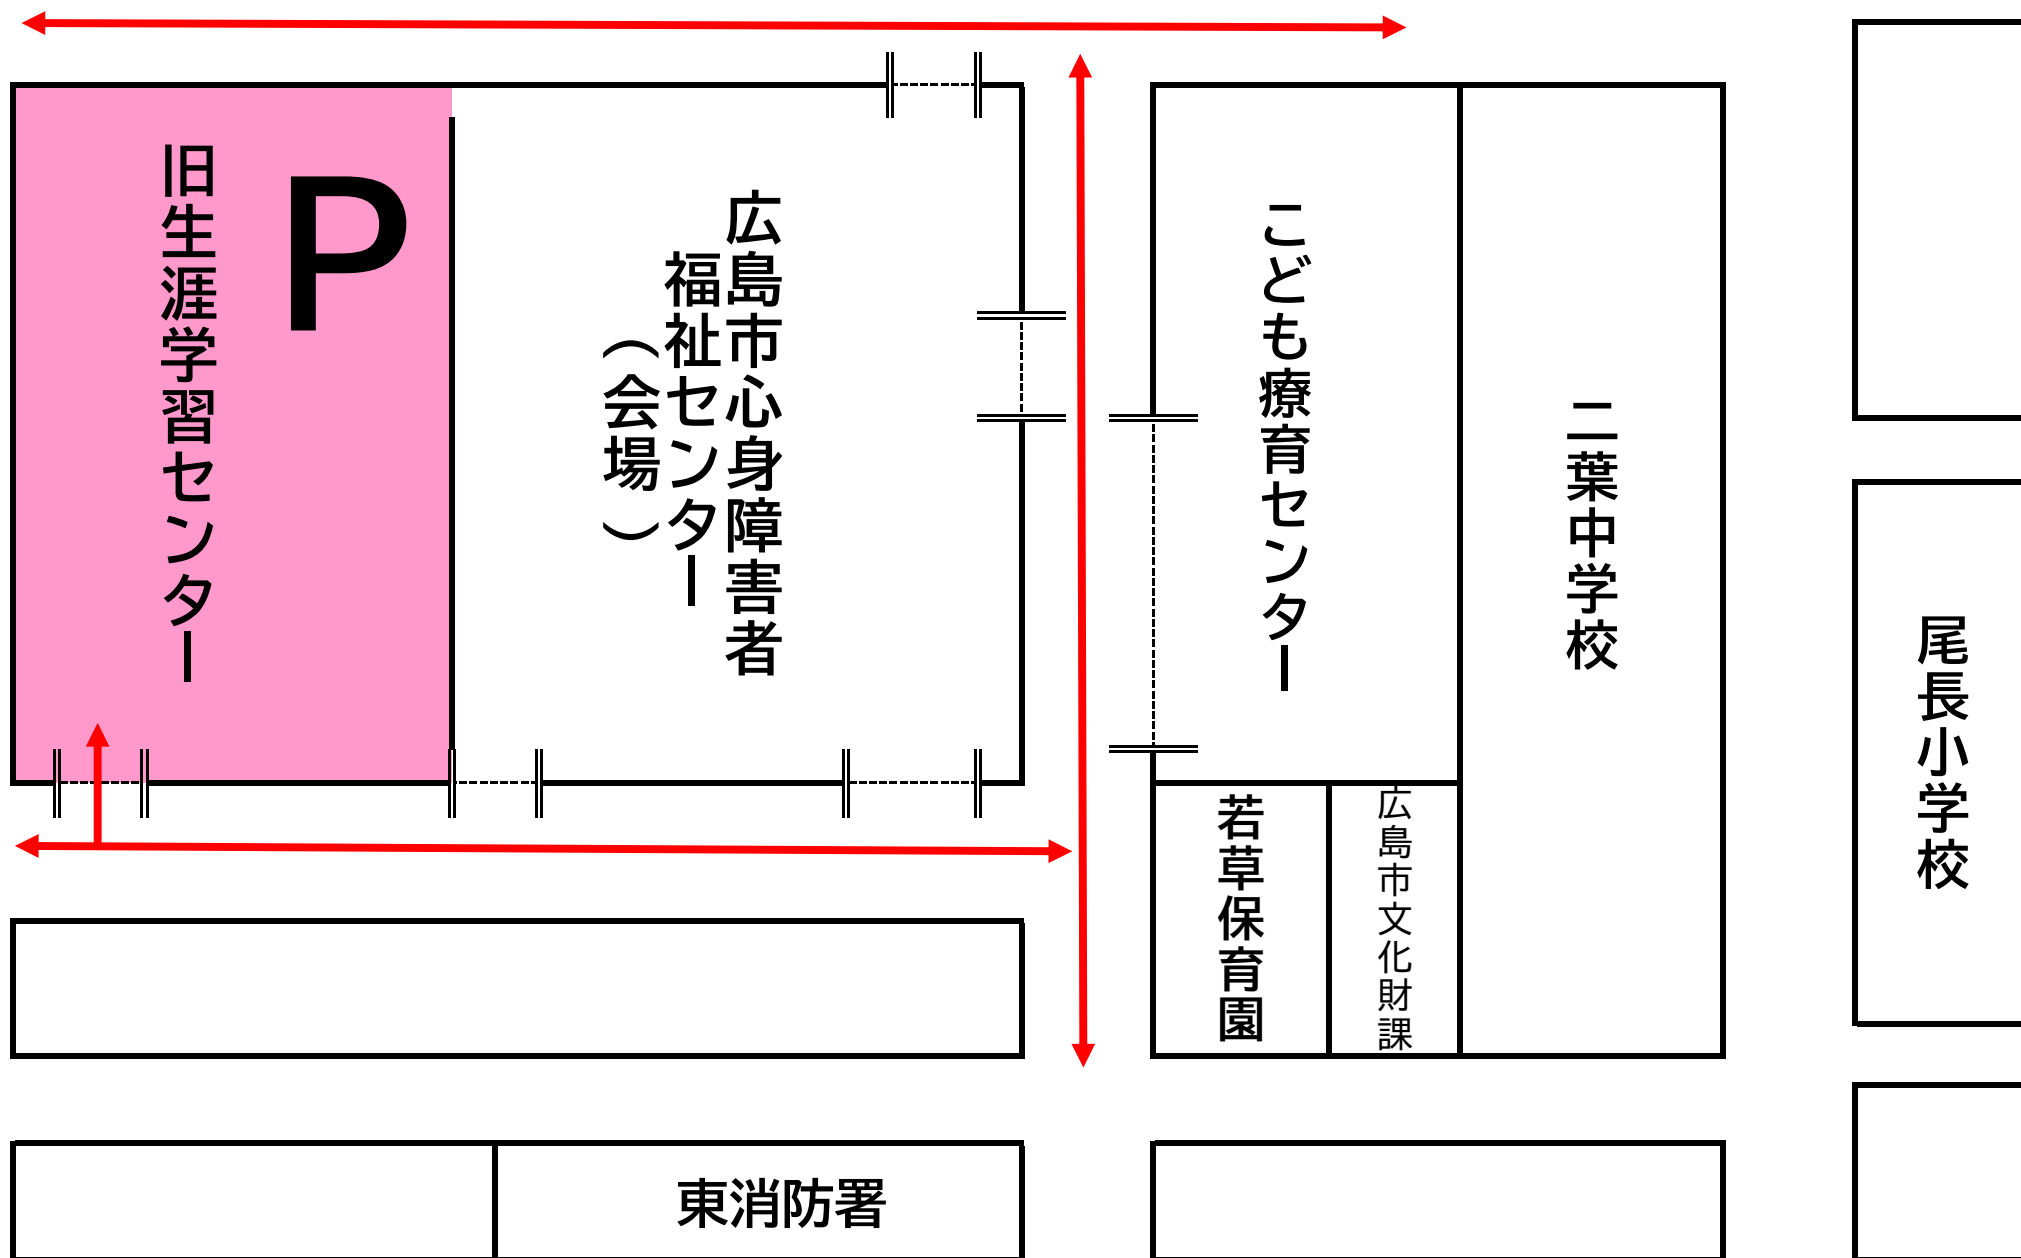 旧生涯学習センター
P
広島市心身障害者
福祉センター
（会場）
こども療育センター
二葉中学校
尾長小学校
若草保育園
広島市文化財課
東消防署